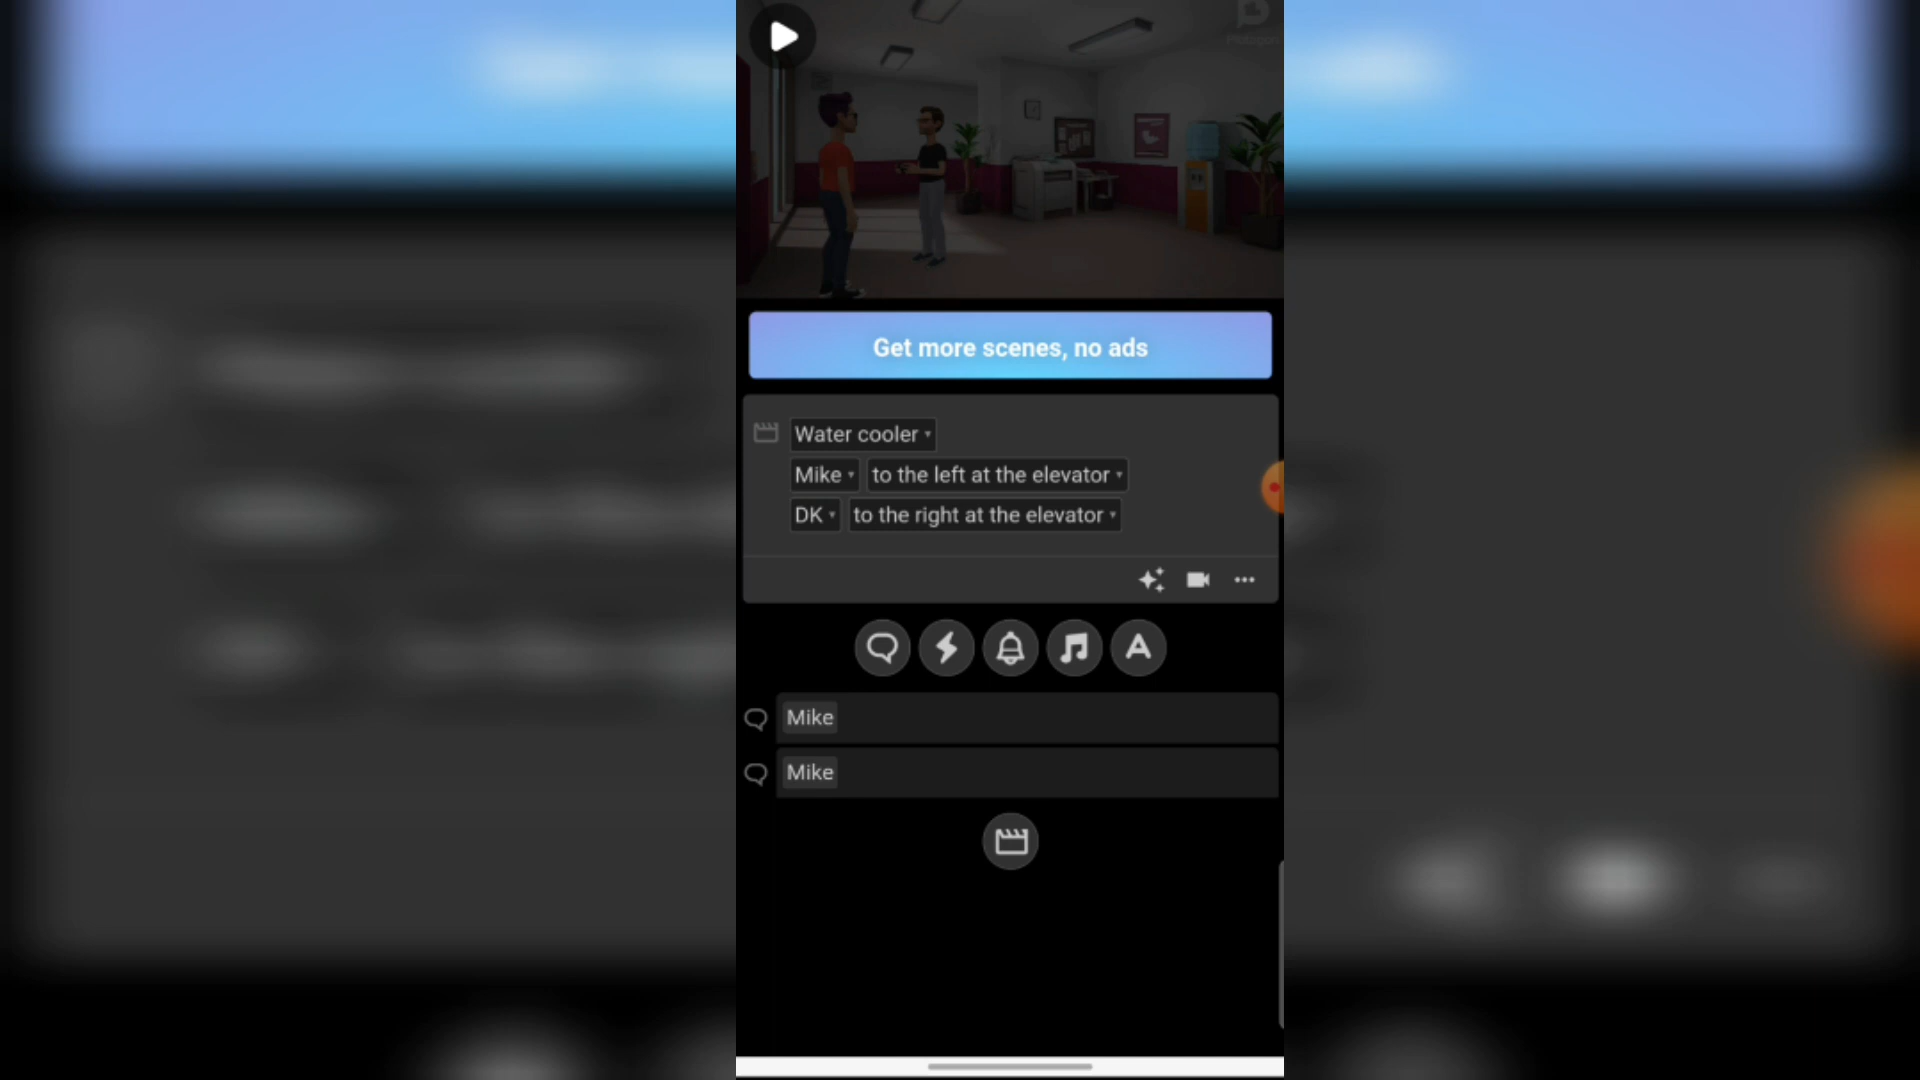 Get more scenes, no ads
Water cooler
Mike to the left at the elevator
DK to the right at the elevator
Mike
Mike